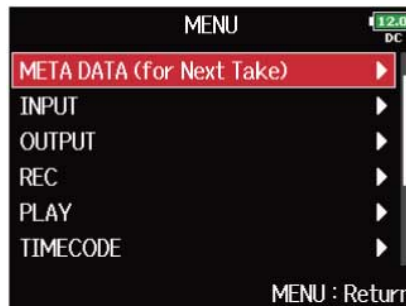 MENU
12.0
DC
META DATA (for Next Take)
INPUT
OUTPUT
REC
PLAY
TIMECODE
MENU : Return